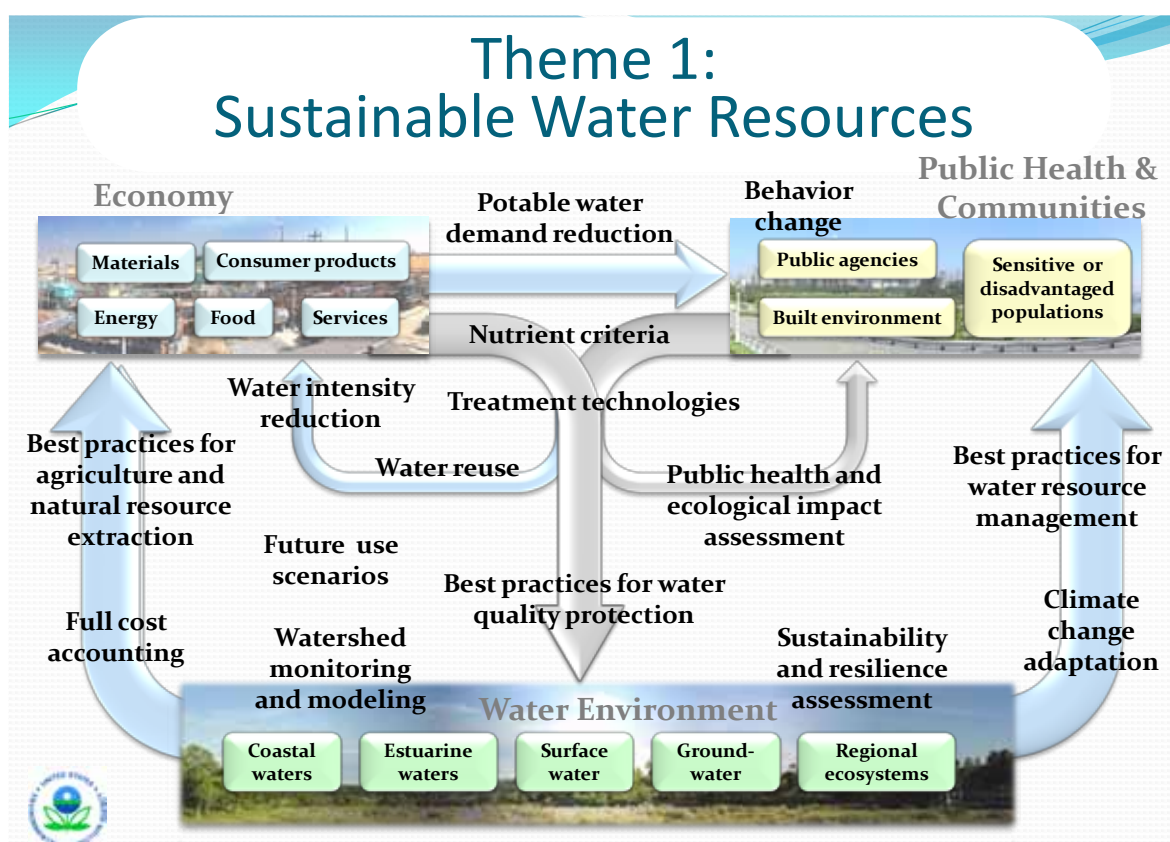 Theme 1:
Sustainable Water Resources
Economy
Materials
Consumer products
Energy
Food
Services
Potable water
demand reduction
Behavior
change
Public Health &
Communities
Public agencies
Built environment
Sensitive or
disadvantaged
populations
Nutrient criteria
Water intensity
reduction
Treatment technologies
Water reuse
Public health and
ecological impact
assessment
Best practices for
agriculture and
natural resource
extraction
Best practices for
water resource
management
Future use
scenarios
Best practices for water
quality protection
Full cost
accounting
Watershed
monitoring
and modeling
Sustainability
and resilience
assessment
Climate
change
adaptation
Water Environment
Coastal
waters
Estuarine
waters
Surface
water
Ground-
water
Regional
ecosystems